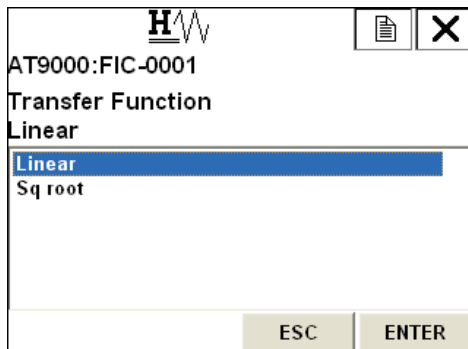 H
AT9000:FIC-0001
Transfer Function
Linear
Linear
Sq root
ESC ENTER